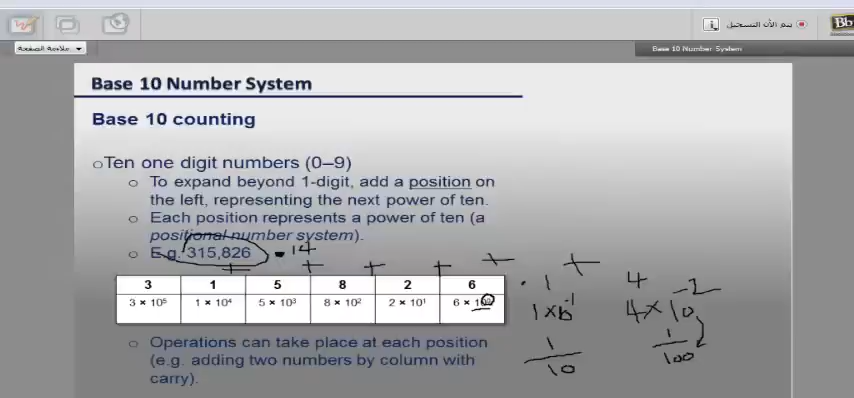 يتم الآن التسجيل
Bb
ملاءمة الصفحة
Base 10 Number System
Base 10 Number System
Base 10 counting
Ten one digit numbers (0–9)
To expand beyond 1-digit, add a position on
the left, representing the next power of ten.
Each position represents a power of ten (a
positional number system).
E.g. 315,826 . 14
+ + + + + +
3 1 5 8 2 6 . 1 4
3 × 10⁵ 1 × 10⁴ 5 × 10³ 8 × 10² 2 × 10¹ 6 × 10⁰ 1 × 10⁻¹ 4 × 10⁻²
1/10 1/100
Operations can take place at each position
(e.g. adding two numbers by column with
carry).